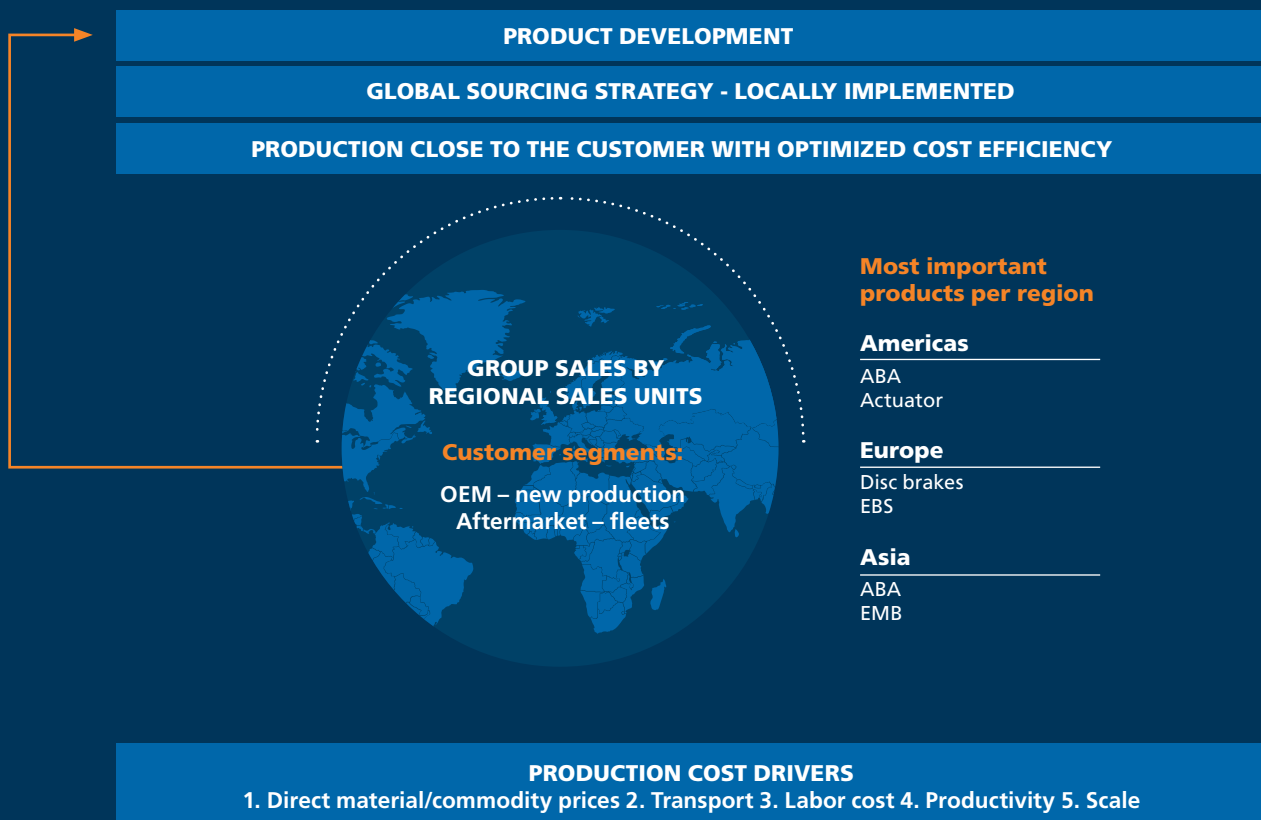 PRODUCT DEVELOPMENT
GLOBAL SOURCING STRATEGY - LOCALLY IMPLEMENTED
PRODUCTION CLOSE TO THE CUSTOMER WITH OPTIMIZED COST EFFICIENCY
GROUP SALES BY
REGIONAL SALES UNITS
Customer segments:
OEM – new production
Aftermarket – fleets
Most important
products per region
Americas
ABA
Actuator
Europe
Disc brakes
EBS
Asia
ABA
EMB
PRODUCTION COST DRIVERS
1. Direct material/commodity prices 2. Transport 3. Labor cost 4. Productivity 5. Scale